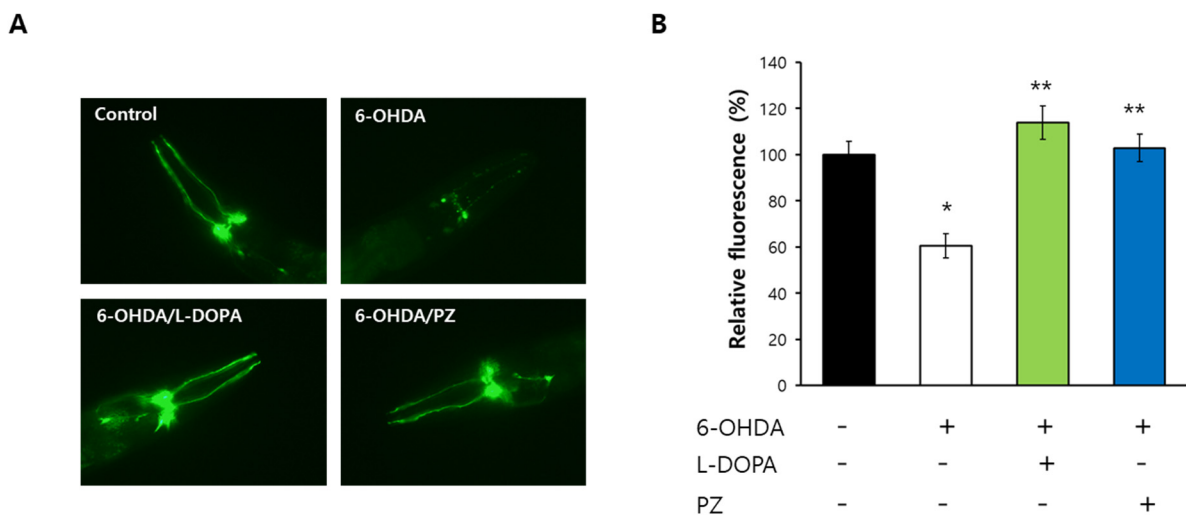 A
Control
6-OHDA
6-OHDA/L-DOPA
6-OHDA/PZ
B
Relative fluorescence (%)
140
120
100
80
60
40
20
0
*
**
**
6-OHDA - + + +
L-DOPA - - + -
PZ - - - +